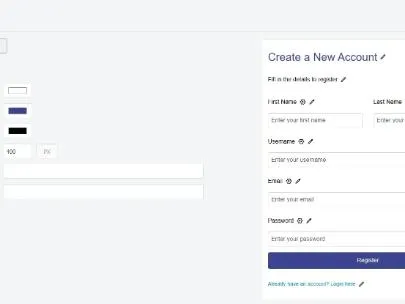 Create a New Account
Fill in the details to register
First Name
Last Name
Enter your first name
Enter your
Username
Enter your username
400
PX
Email
Enter your email
Password
Enter your password
Register
Already have an account? Login here